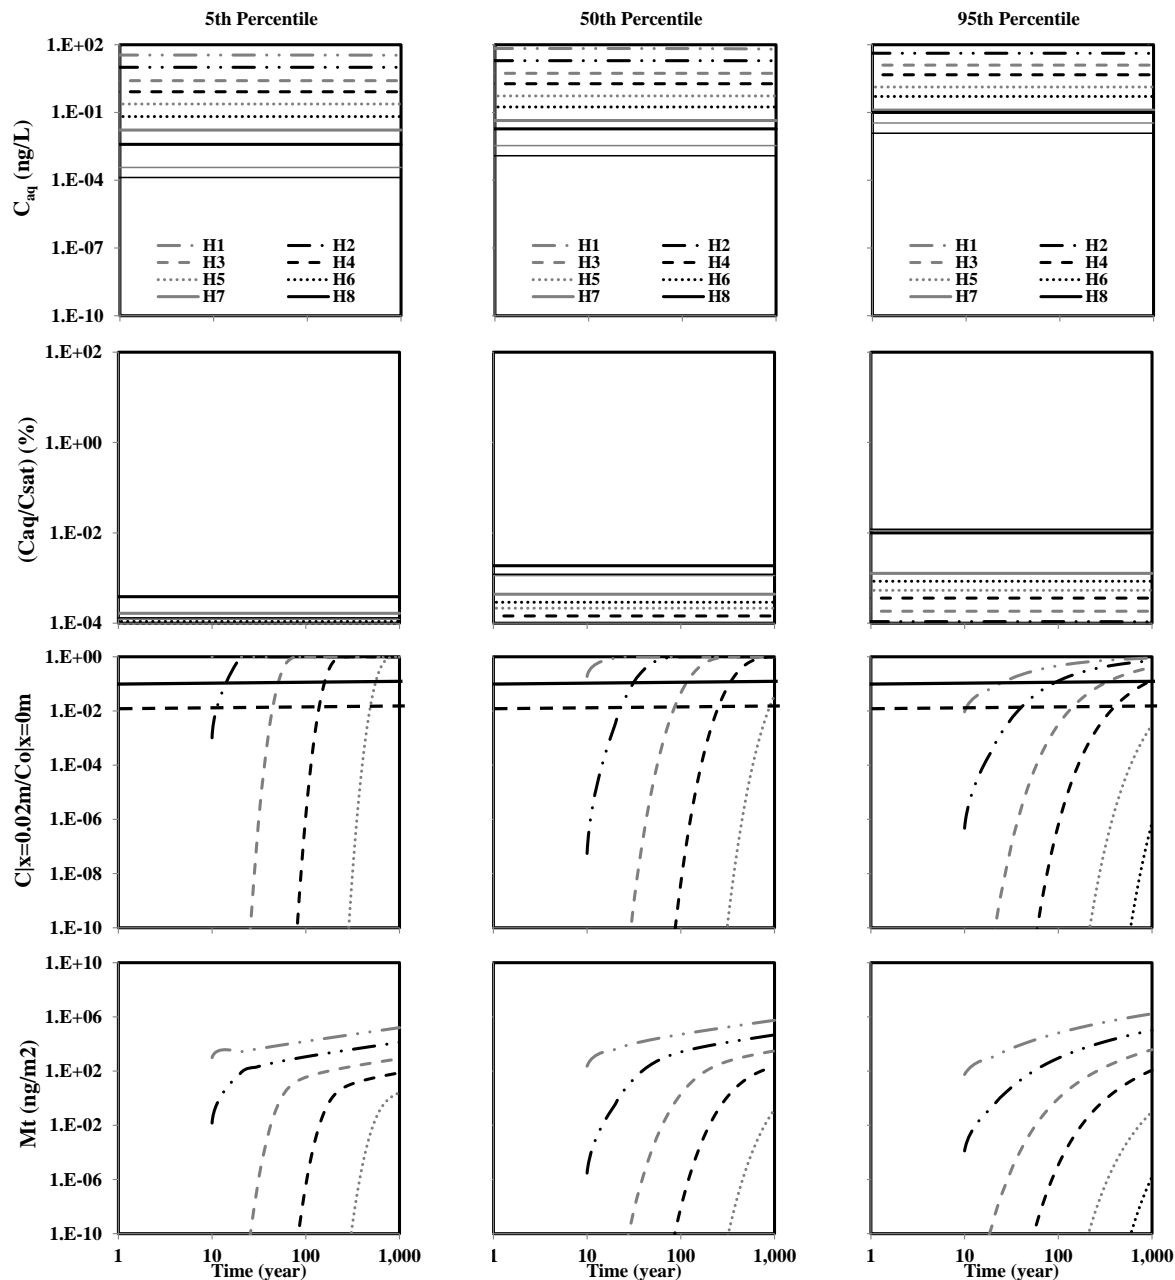 5th Percentile 50th Percentile 95th Percentile
Caq (ng/L)
1.E+02
1.E-01
1.E-04
1.E-07
1.E-10
H1 H2
H3 H4
H5 H6
H7 H8
H1 H2
H3 H4
H5 H6
H7 H8
H1 H2
H3 H4
H5 H6
H7 H8
(Caq/Csat) (%)
1.E+02
1.E+00
1.E-02
1.E-04
C|x=0.02m/Co|x=0m
1.E+00
1.E-02
1.E-04
1.E-06
1.E-08
1.E-10
Mt (ng/m2)
1.E+10
1.E+06
1.E+02
1.E-02
1.E-06
1.E-10
1 10 100 1,000 1 10 100 1,000 1 10 100 1,000
Time (year) Time (year) Time (year)